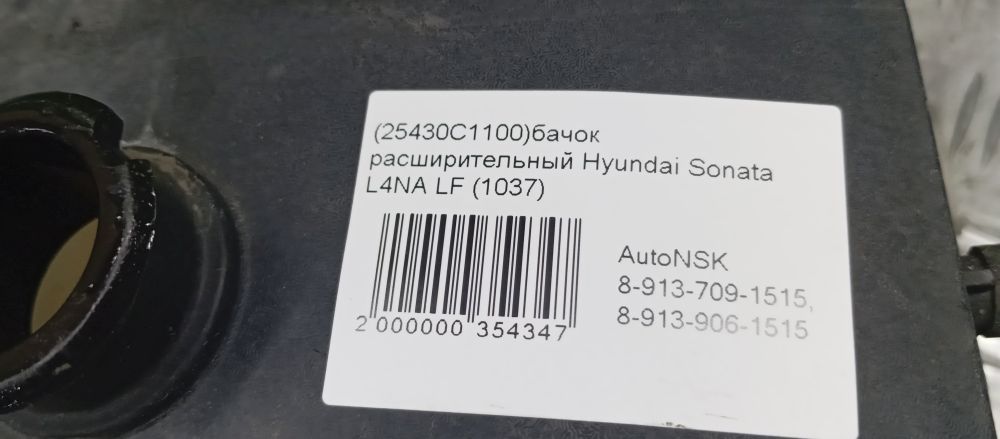 (25430C1100)бачок
расширительный Hyundai Sonata
L4NA LF (1037)
2 000000 354347
AutoNSK
8-913-709-1515,
8-913-906-1515